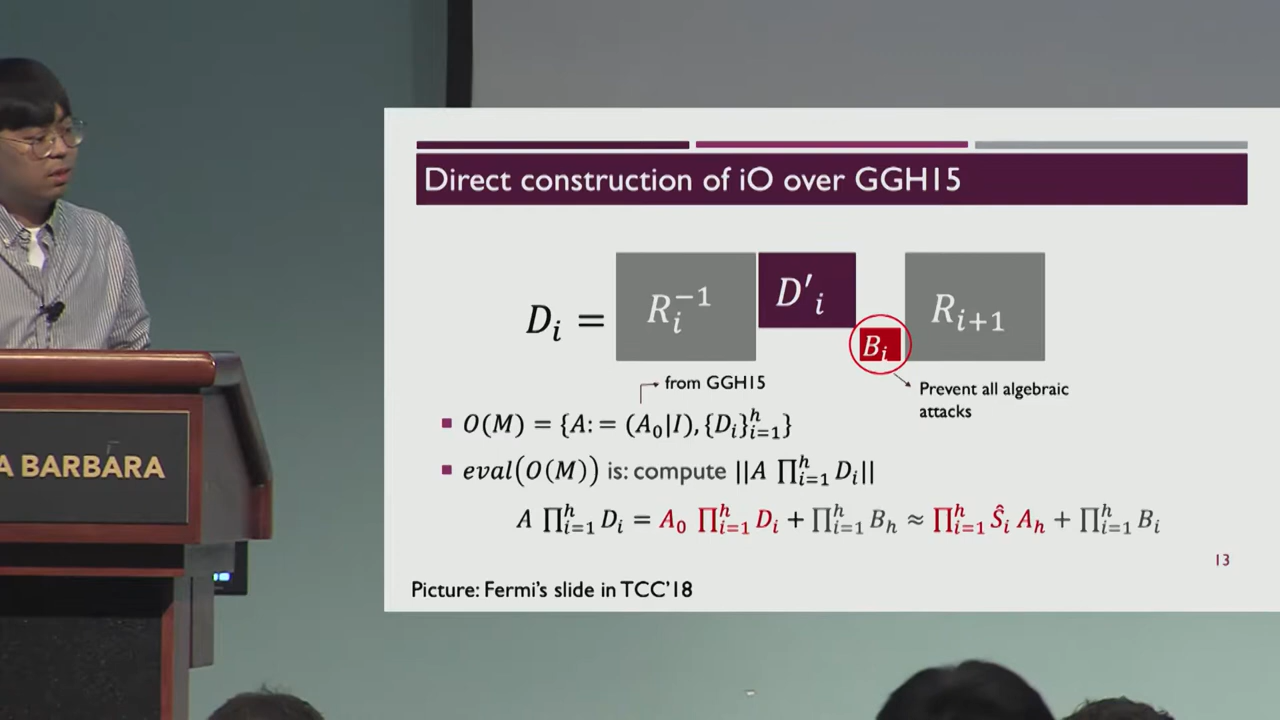 Direct construction of iO over GGH15
D_i = R_i^{-1} D'_i B_i R_{i+1}
from GGH15
Prevent all algebraic
attacks
O(M) = {A: = (A_0|I), {D_i}_{i=1}^h}
eval(O(M)) is: compute ||A ∏_{i=1}^h D_i||
A ∏_{i=1}^h D_i = A_0 ∏_{i=1}^h D_i + ∏_{i=1}^h B_h ≈ ∏_{i=1}^h Ŝ_i A_h + ∏_{i=1}^h B_i
13
Picture: Fermi's slide in TCC'18
A BARBARA